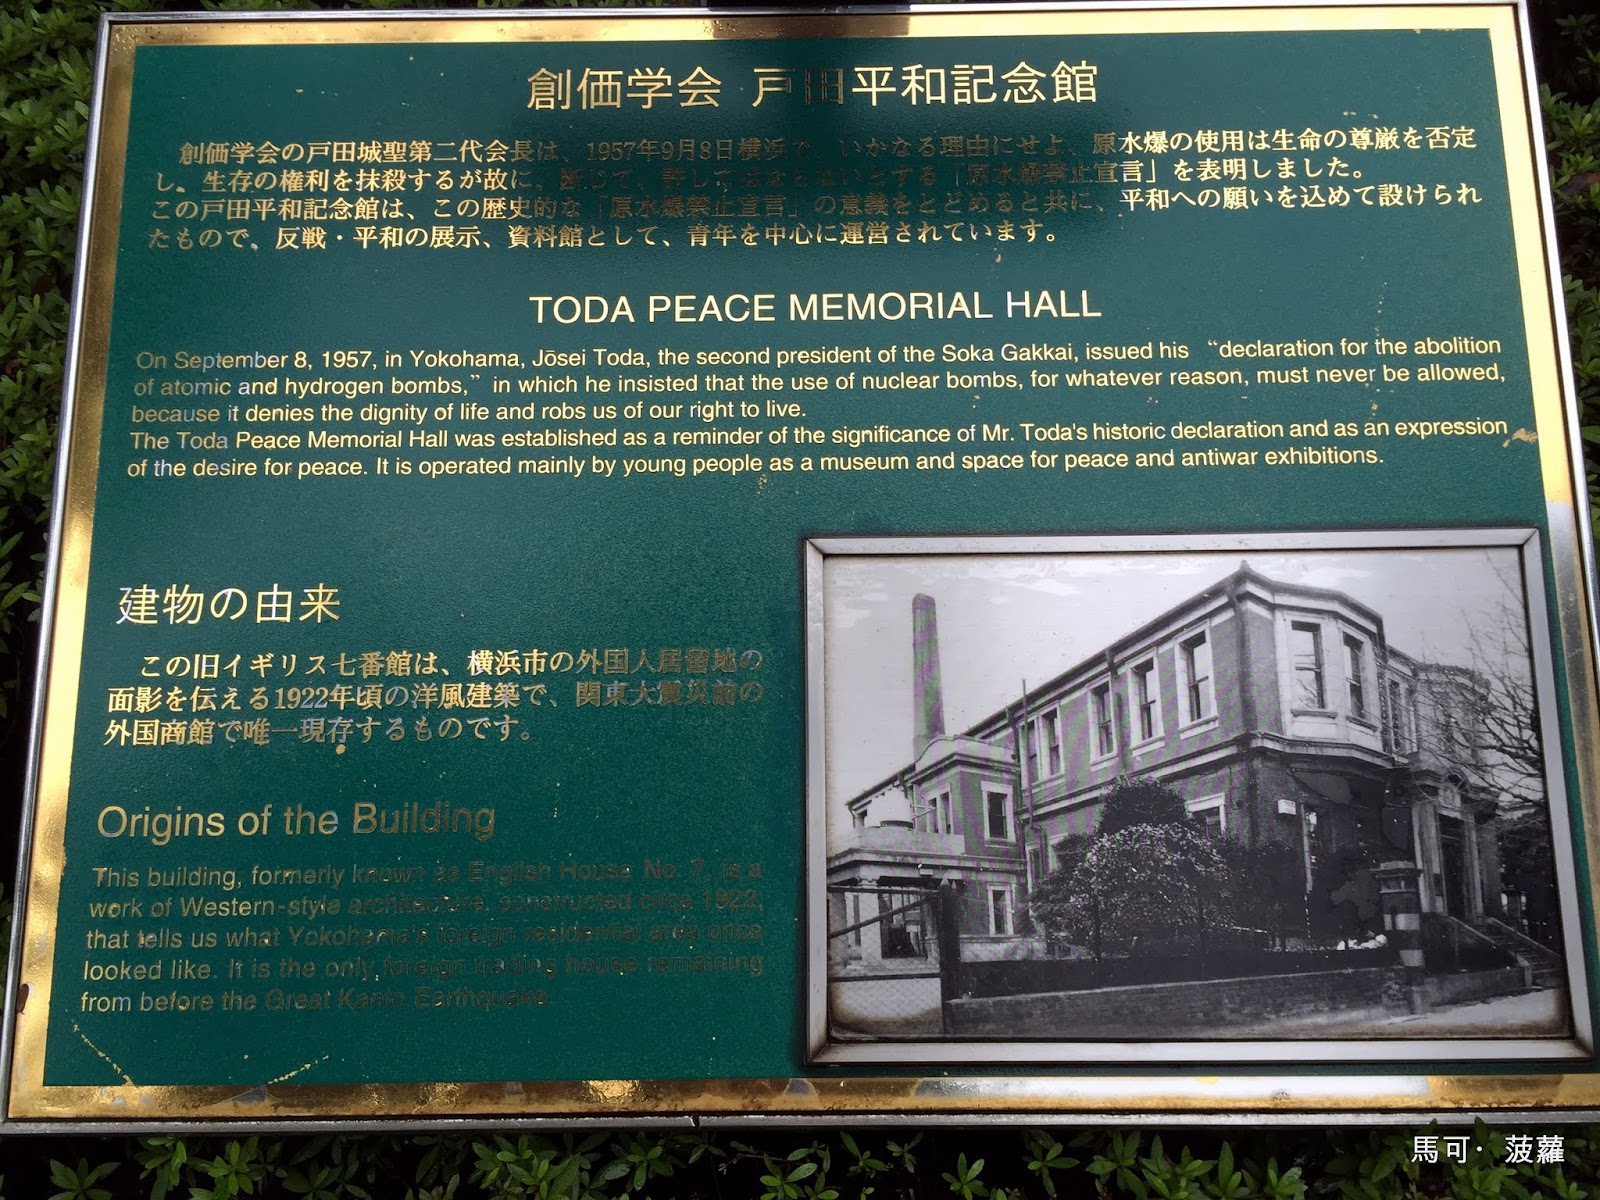 創価学会 戸田平和記念館
創価学会の戸田城聖第二代会長は、1957年9月8日横浜で、いかなる理由にせよ、原水爆の使用は生命の尊厳を否定
し、生存の権利を抹殺するが故に、断じて、許してはならないとする「原水爆禁止宣言」を表明しました。
この戸田平和記念館は、この歴史的な「原水爆禁止宣言」の意義をとどめると共に、平和への願いを込めて設けられ
たもので、反戦・平和の展示、資料館として、青年を中心に運営されています。
TODA PEACE MEMORIAL HALL
On September 8, 1957, in Yokohama, Jōsei Toda, the second president of the Soka Gakkai, issued his “declaration for the abolition
of atomic and hydrogen bombs,” in which he insisted that the use of nuclear bombs, for whatever reason, must never be allowed,
because it denies the dignity of life and robs us of our right to live.
The Toda Peace Memorial Hall was established as a reminder of the significance of Mr. Toda's historic declaration and as an expression
of the desire for peace. It is operated mainly by young people as a museum and space for peace and antiwar exhibitions.
建物の由来
この旧イギリス七番館は、横浜市の外国人居留地の
面影を伝える1922年頃の洋風建築で、関東大震災前の
外国商館で唯一現存するものです。
Origins of the Building
This building, formerly known as English House No. 7, is a
work of Western-style architecture, constructed circa 1922,
that tells us what Yokohama's foreign residential area once
looked like. It is the only foreign trading house remaining
from before the Great Kanto Earthquake.
馬可·菠蘿